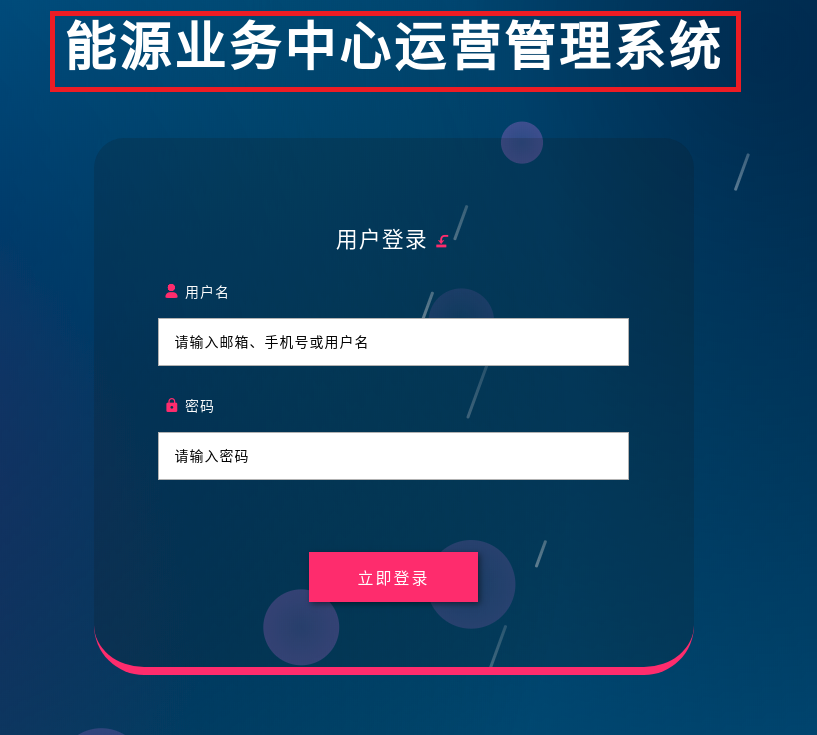 能源业务中心运营管理系统
用户登录
用户名
请输入邮箱、手机号或用户名
密码
请输入密码
立即登录